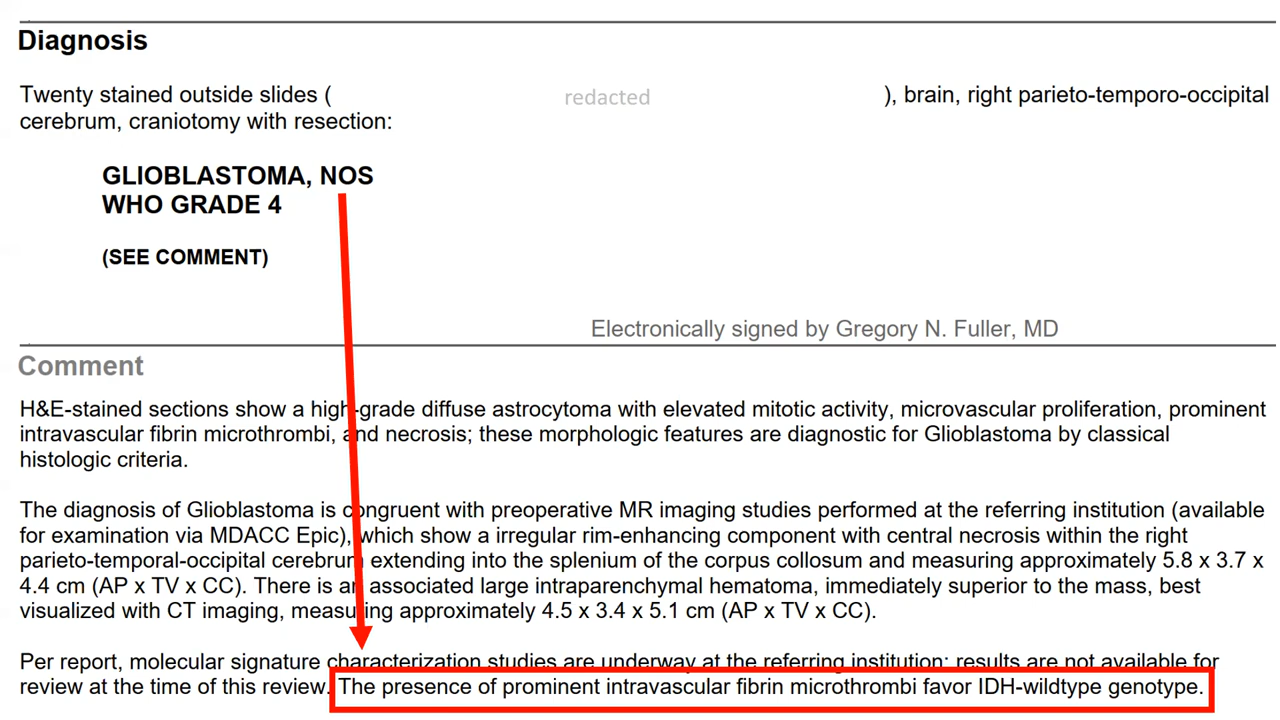 Diagnosis
Twenty stained outside slides ( redacted ), brain, right parieto-temporo-occipital
cerebrum, craniotomy with resection:
GLIOBLASTOMA, NOS
WHO GRADE 4
(SEE COMMENT)
Electronically signed by Gregory N. Fuller, MD
Comment
H&E-stained sections show a high-grade diffuse astrocytoma with elevated mitotic activity, microvascular proliferation, prominent
intravascular fibrin microthrombi, and necrosis; these morphologic features are diagnostic for Glioblastoma by classical
histologic criteria.
The diagnosis of Glioblastoma is congruent with preoperative MR imaging studies performed at the referring institution (available
for examination via MDACC Epic), which show a irregular rim-enhancing component with central necrosis within the right
parieto-temporal-occipital cerebrum extending into the splenium of the corpus collosum and measuring approximately 5.8 x 3.7 x
4.4 cm (AP x TV x CC). There is an associated large intraparenchymal hematoma, immediately superior to the mass, best
visualized with CT imaging, measuring approximately 4.5 x 3.4 x 5.1 cm (AP x TV x CC).
Per report, molecular signature characterization studies are underway at the referring institution; results are not available for
review at the time of this review. The presence of prominent intravascular fibrin microthrombi favor IDH-wildtype genotype.